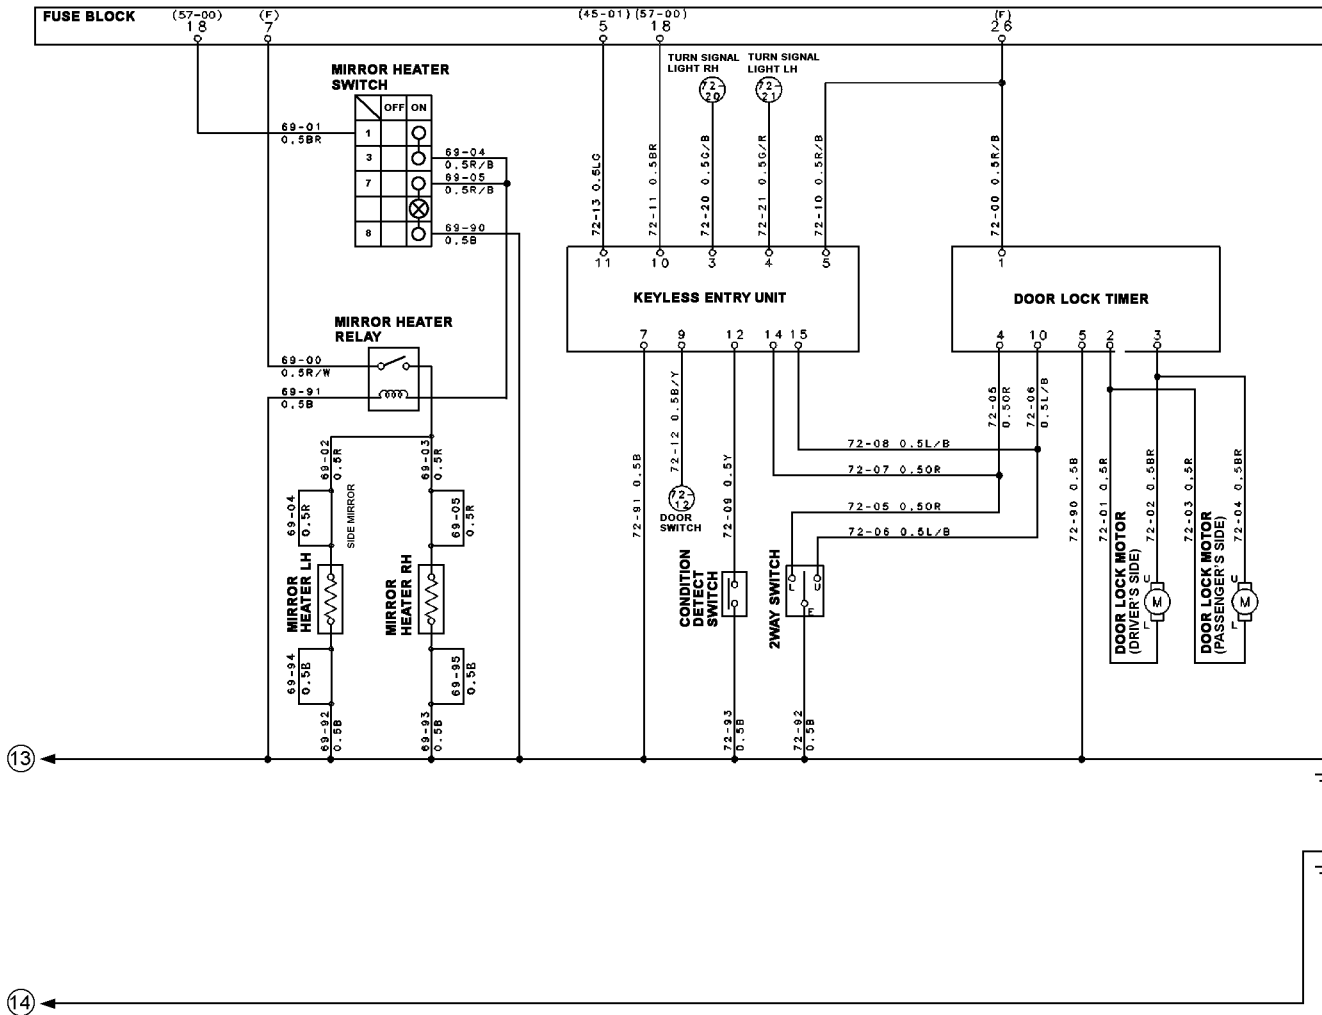 FUSE BLOCK
(57-00)
18
(F)
7
(45-01)
5
(57-00)
18
(F)
26
MIRROR HEATER
SWITCH
OFF ON
1
3
7
8
69-01
0.5BR
69-04
0.5R/B
69-05
0.5R/B
69-90
0.5B
TURN SIGNAL
LIGHT RH
72-
20
TURN SIGNAL
LIGHT LH
72-
21
72-13 0.5LG
72-11 0.5BR
72-20 0.5G/B
72-21 0.5G/R
72-10 0.5R/B
72-00 0.5R/B
11
10
3
4
5
KEYLESS ENTRY UNIT
7
9
12
14
15
1
DOOR LOCK TIMER
4
10
5
2
3
MIRROR HEATER
RELAY
69-00
0.5R/W
69-91
0.5B
69-02
0.5R
69-03
0.5R
69-04
0.5R
SIDE MIRROR
69-05
0.5R
MIRROR
HEATER LH
MIRROR
HEATER RH
69-94
0.5B
69-95
0.5B
69-92
0.5B
69-93
0.5B
72-91 0.5B
72-12 0.5B/Y
72-
12
DOOR
SWITCH
72-09 0.5Y
72-05
0.5OR
72-06
0.5L/B
72-08 0.5L/B
72-07 0.5OR
72-05 0.5OR
72-06 0.5L/B
CONDITION
DETECT
SWITCH
2WAY SWITCH
L
U
E
72-93
0.5B
72-92
0.5B
72-90 0.5B
72-01 0.5R
72-02 0.5BR
72-03 0.5R
72-04 0.5BR
DOOR LOCK MOTOR
(DRIVER'S SIDE)
U
M
L
DOOR LOCK MOTOR
(PASSENGER'S SIDE)
U
M
L
13
14